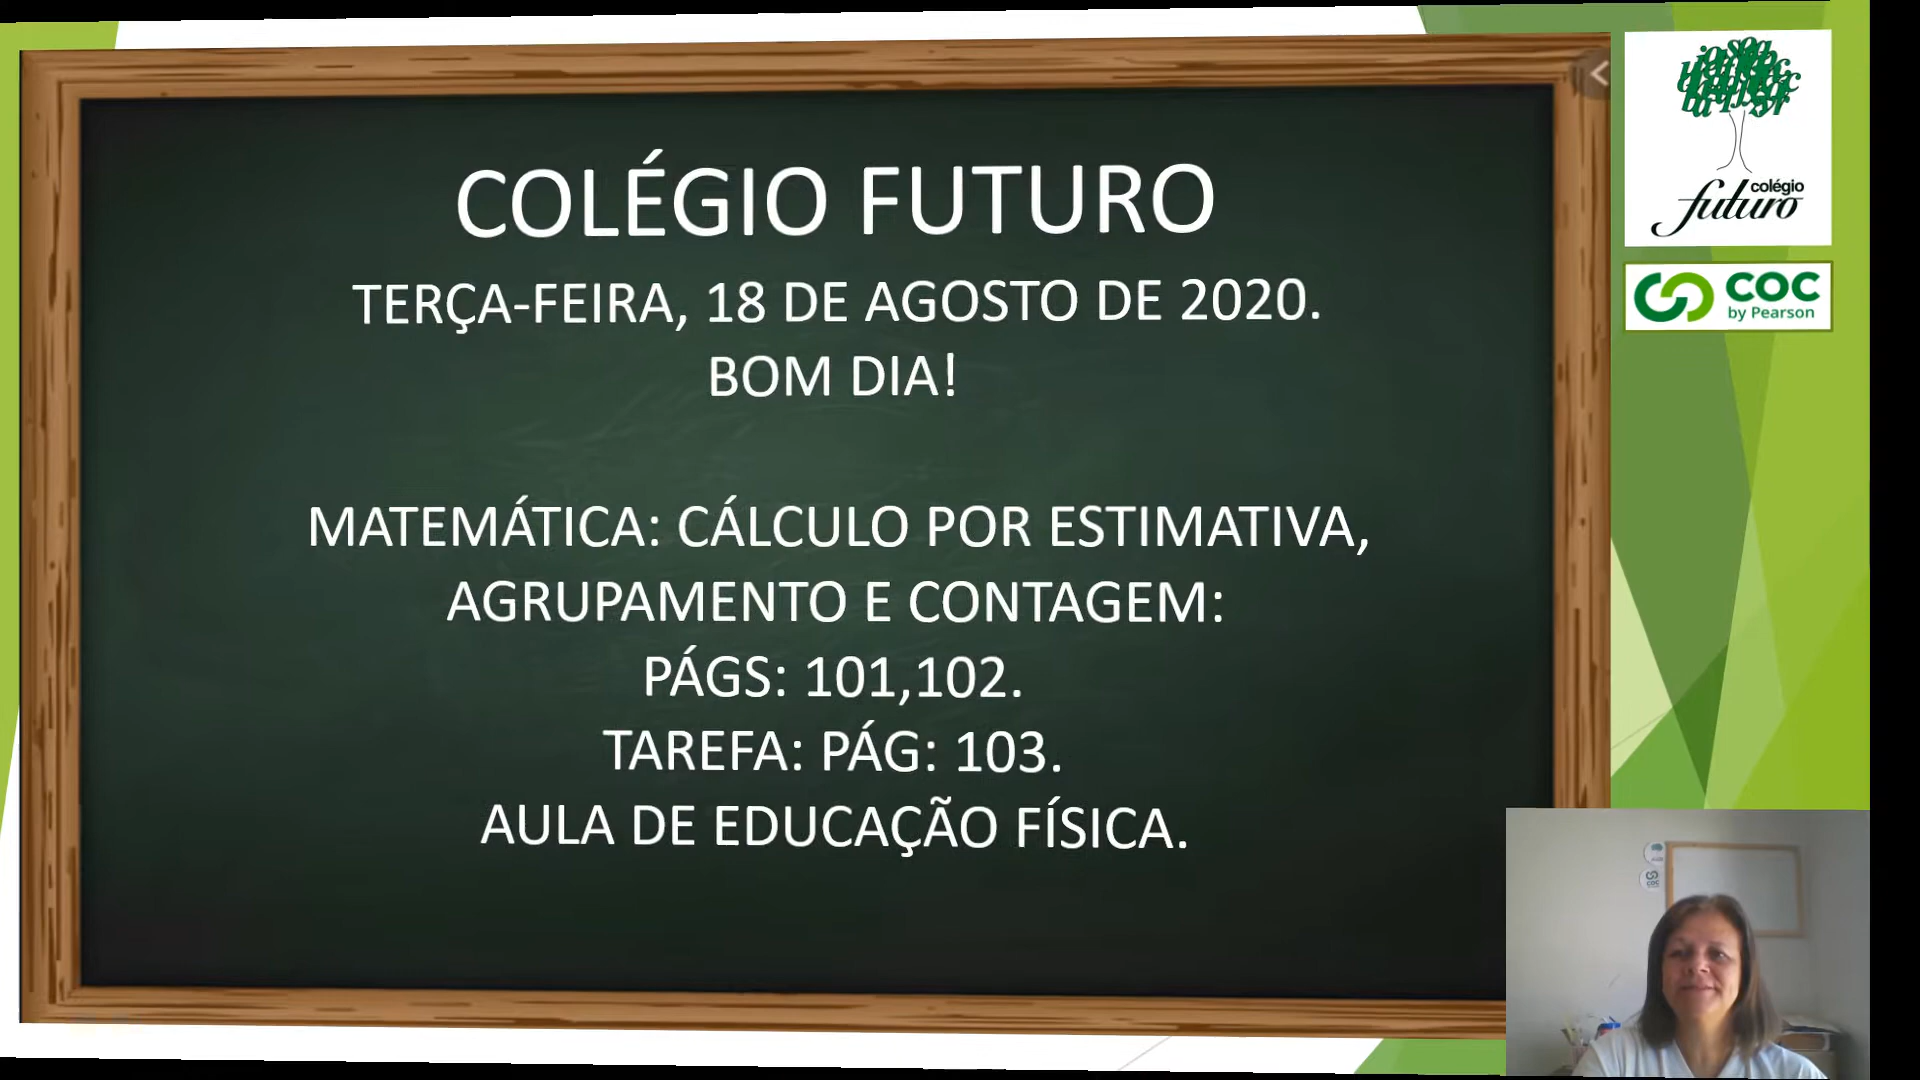 COLÉGIO FUTURO
TERÇA-FEIRA, 18 DE AGOSTO DE 2020.
BOM DIA!
MATEMÁTICA: CÁLCULO POR ESTIMATIVA,
AGRUPAMENTO E CONTAGEM:
PÁGS: 101,102.
TAREFA: PÁG: 103.
AULA DE EDUCAÇÃO FÍSICA.
colégio
futuro
COC
by Pearson